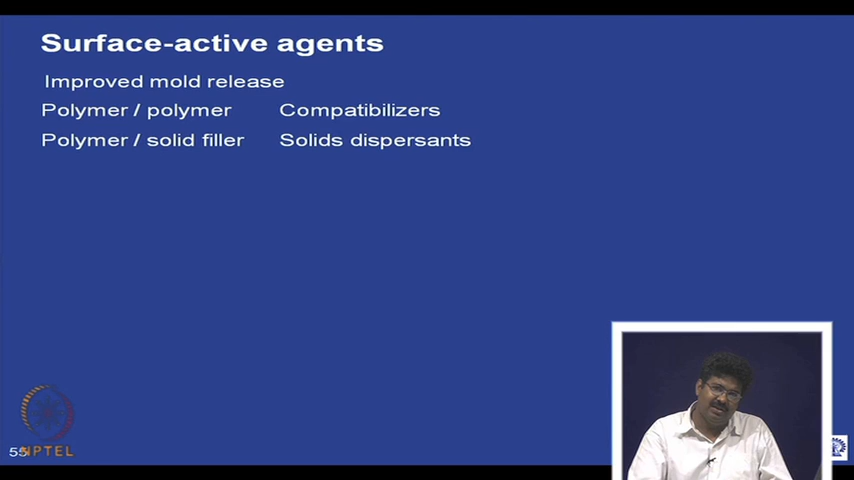 Surface-active agents
Improved mold release
Polymer / polymer Compatibilizers
Polymer / solid filler Solids dispersants
55
NPTEL